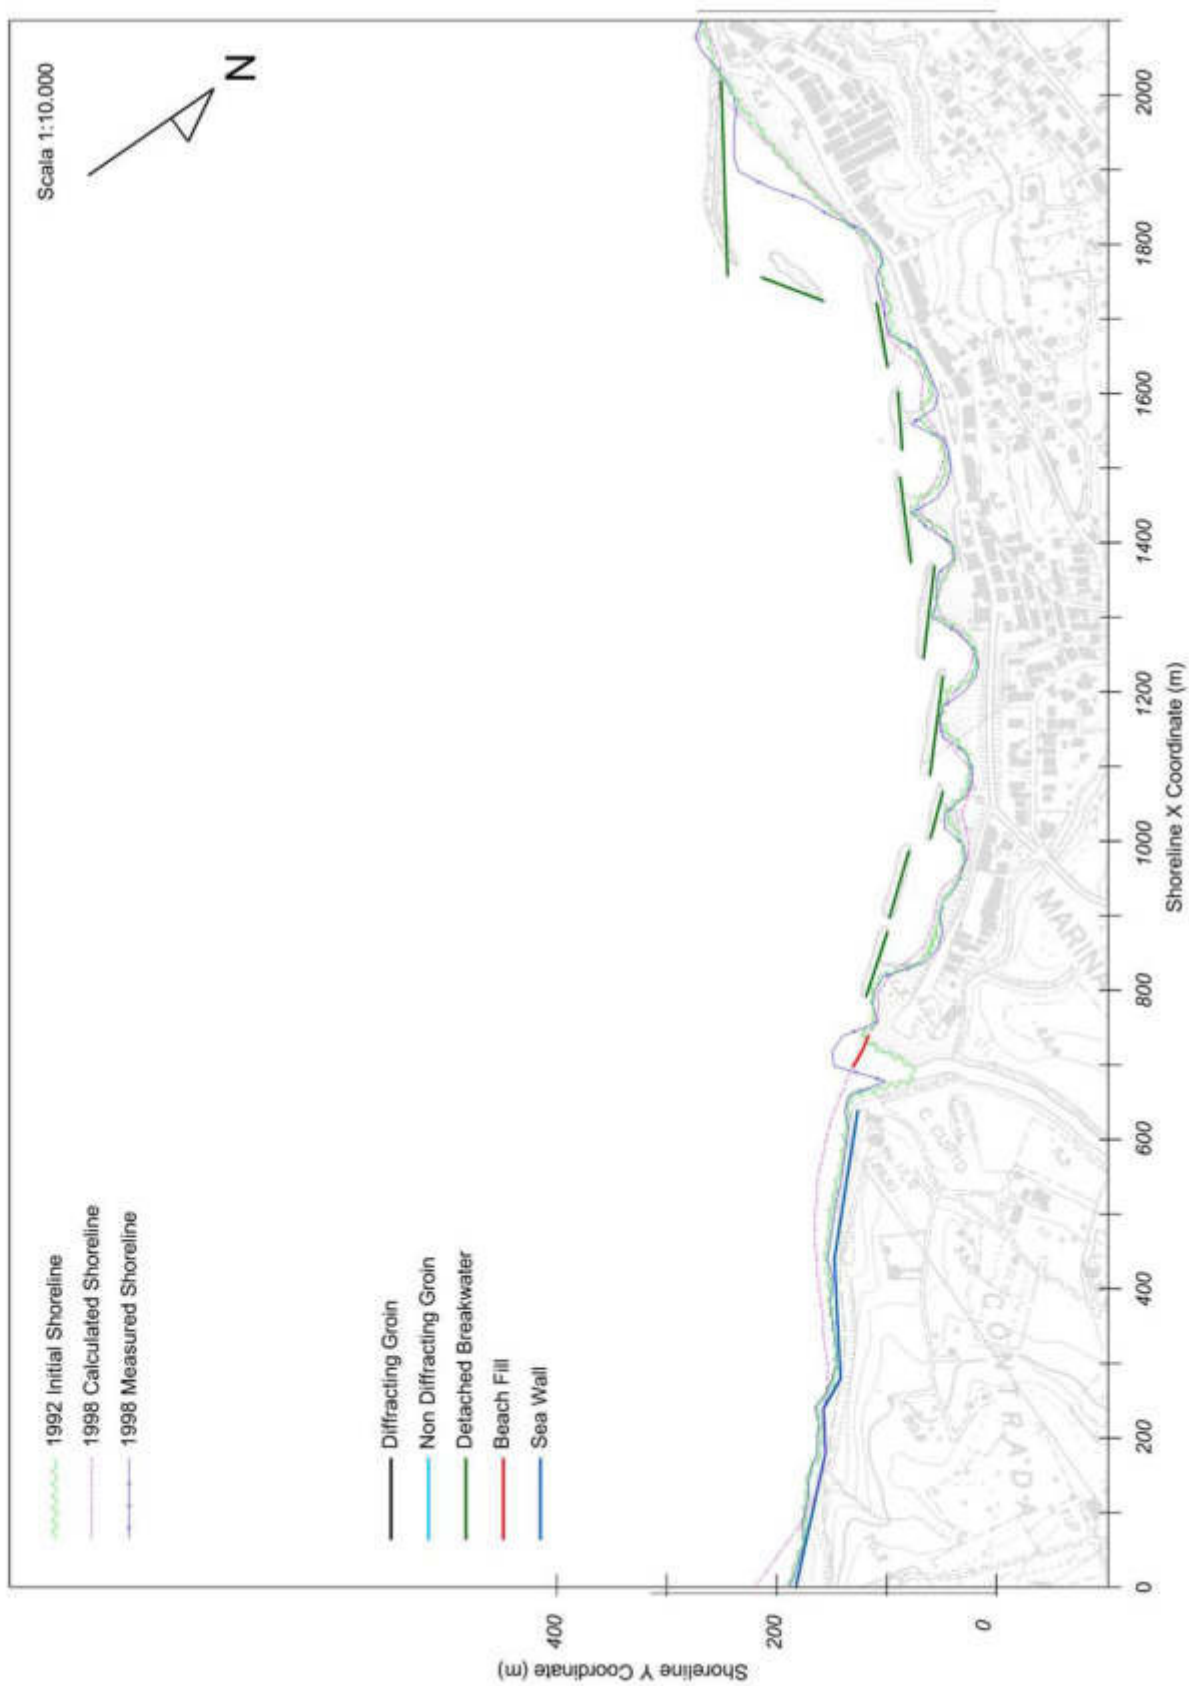 Scala 1:10.000
N
1992 Initial Shoreline
1998 Calculated Shoreline
1998 Measured Shoreline
Diffracting Groin
Non Diffracting Groin
Detached Breakwater
Beach Fill
Sea Wall
Shoreline Y Coordinate (m)
400
200
0
0
200
400
600
800
1000
1200
1400
1600
1800
2000
Shoreline X Coordinate (m)
MARINA
CONTRADA